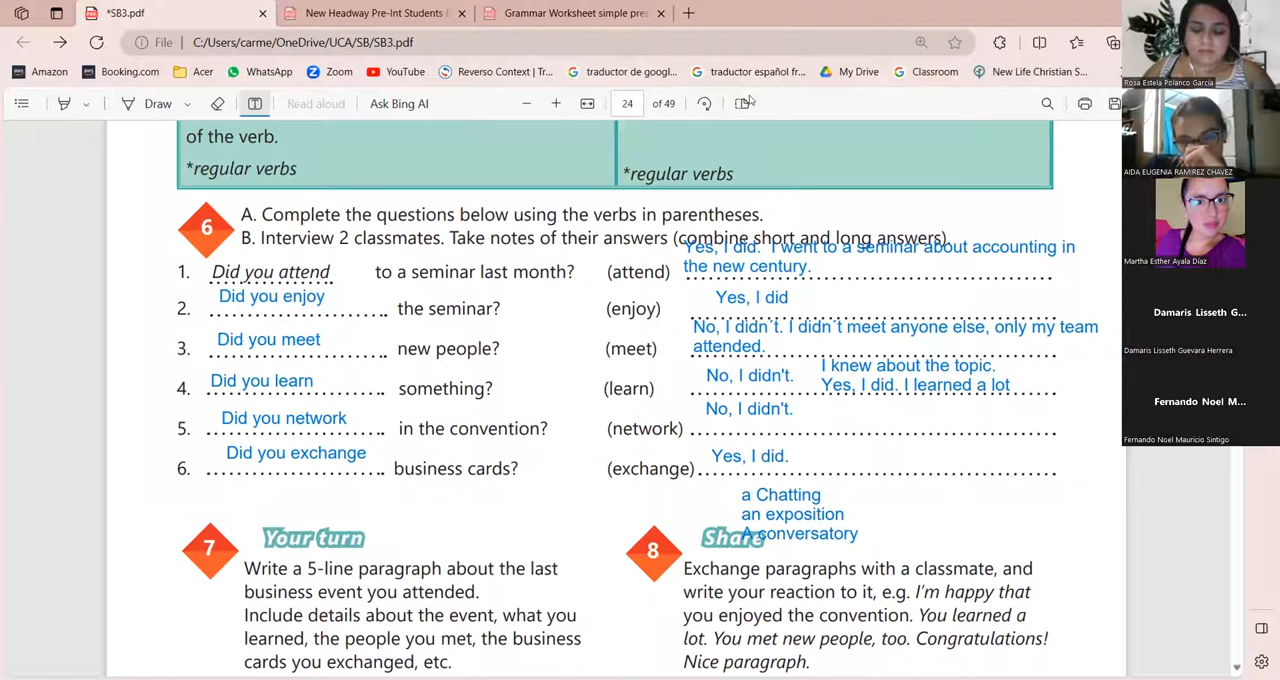 *SB3.pdf
New Headway Pre-Int Students E
Grammar Worksheet simple pres
File
C:/Users/carme/OneDrive/UCA/SB/SB3.pdf
Amazon
Booking.com
Acer
WhatsApp
Zoom
YouTube
Reverso Context | Tr...
traductor de googl...
traductor español fr...
My Drive
Classroom
New Life Christian S...
Draw
Read aloud
Ask Bing AI
24 of 49
of the verb.
*regular verbs
*regular verbs
6
A. Complete the questions below using the verbs in parentheses.
B. Interview 2 classmates. Take notes of their answers (combine short and long answers).
1. Did you attend to a seminar last month? (attend) Yes, I did. I went to a seminar about accounting in
the new century.
2. Did you enjoy the seminar? (enjoy) Yes, I did
3. Did you meet new people? (meet) No, I didn´t. I didn´t meet anyone else, only my team
attended.
4. Did you learn something? (learn) No, I didn't. I knew about the topic.
Yes, I did. I learned a lot
5. Did you network in the convention? (network) No, I didn't.
6. Did you exchange business cards? (exchange) Yes, I did.
a Chatting
an exposition
A conversatory
7
Your turn
Write a 5-line paragraph about the last
business event you attended.
Include details about the event, what you
learned, the people you met, the business
cards you exchanged, etc.
8
Share
Exchange paragraphs with a classmate, and
write your reaction to it, e.g. I'm happy that
you enjoyed the convention. You learned a
lot. You met new people, too. Congratulations!
Nice paragraph.
Rosa Estela Polanco García
AIDA EUGENIA RAMIREZ CHAVEZ
Martha Esther Ayala Díaz
Damaris Lisseth G...
Damaris Lisseth Guevara Herrera
Fernando Noel M...
Fernando Noel Mauricio Sintigo